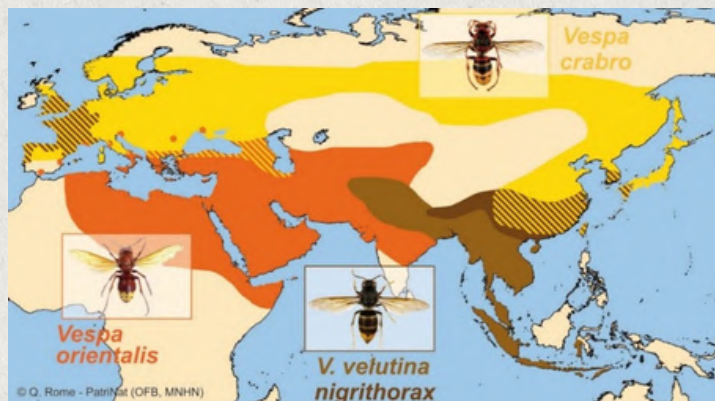 Vespa
crabro
Vespa
orientalis
V. velutina
nigrithorax
© Q. Rome - PatriNat (OFB, MNHN)